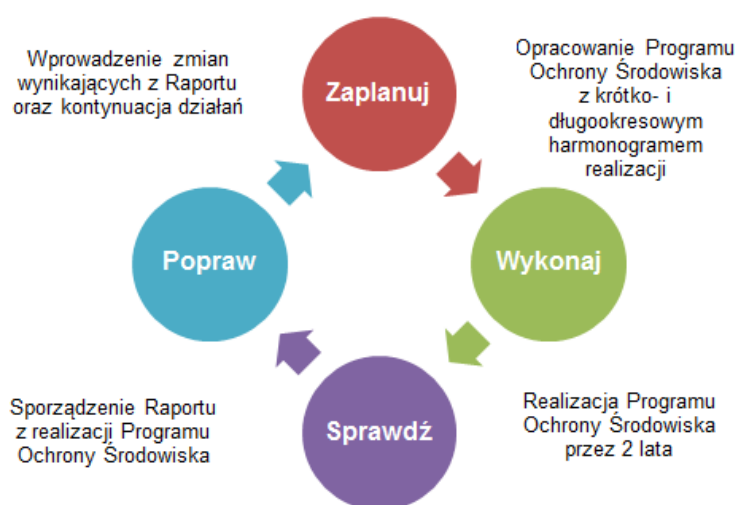 Wprowadzenie zmian
wynikających z Raportu
oraz kontynuacja działań
Zaplanuj
Opracowanie Programu
Ochrony Środowiska
z krótko- i
długookresowym
harmonogramem
realizacji
Popraw
Wykonaj
Sporządzenie Raportu
z realizacji Programu
Ochrony Środowiska
Sprawdź
Realizacja Programu
Ochrony Środowiska
przez 2 lata